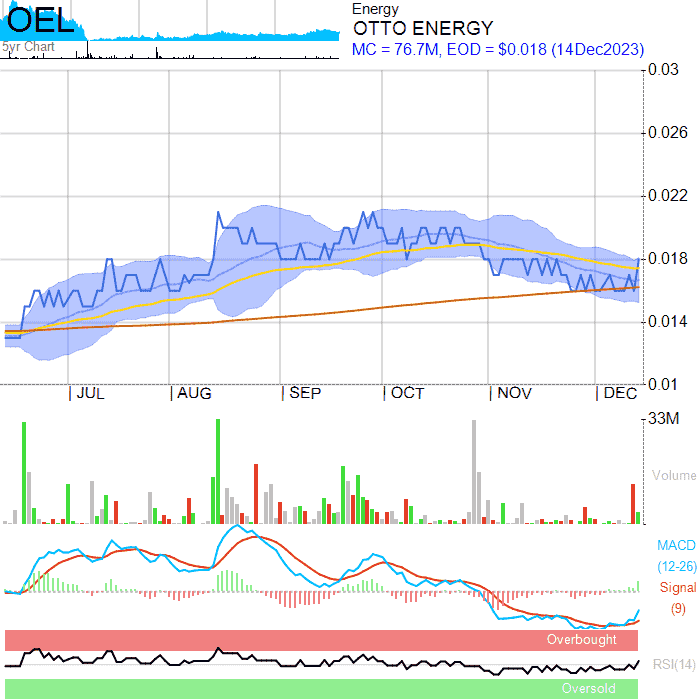 OEL
5yr Chart
Energy
OTTO ENERGY
MC = 76.7M, EOD = $0.018 (14Dec2023)
0.03
0.026
0.022
0.018
0.014
0.01
JUL
AUG
SEP
OCT
NOV
DEC
33M
Volume
MACD
(12-26)
Signal
(9)
Overbought
RSI(14)
Oversold